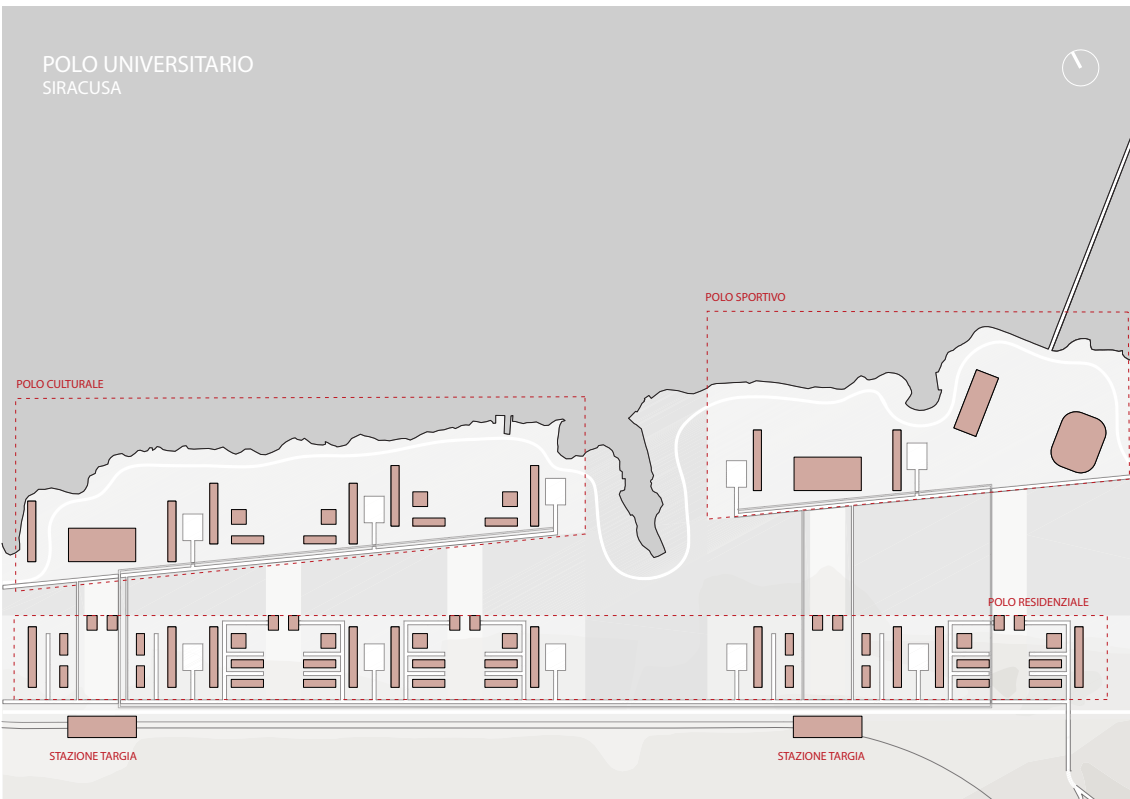 POLO UNIVERSITARIO
SIRACUSA
POLO SPORTIVO
POLO CULTURALE
POLO RESIDENZIALE
STAZIONE TARGIA
STAZIONE TARGIA